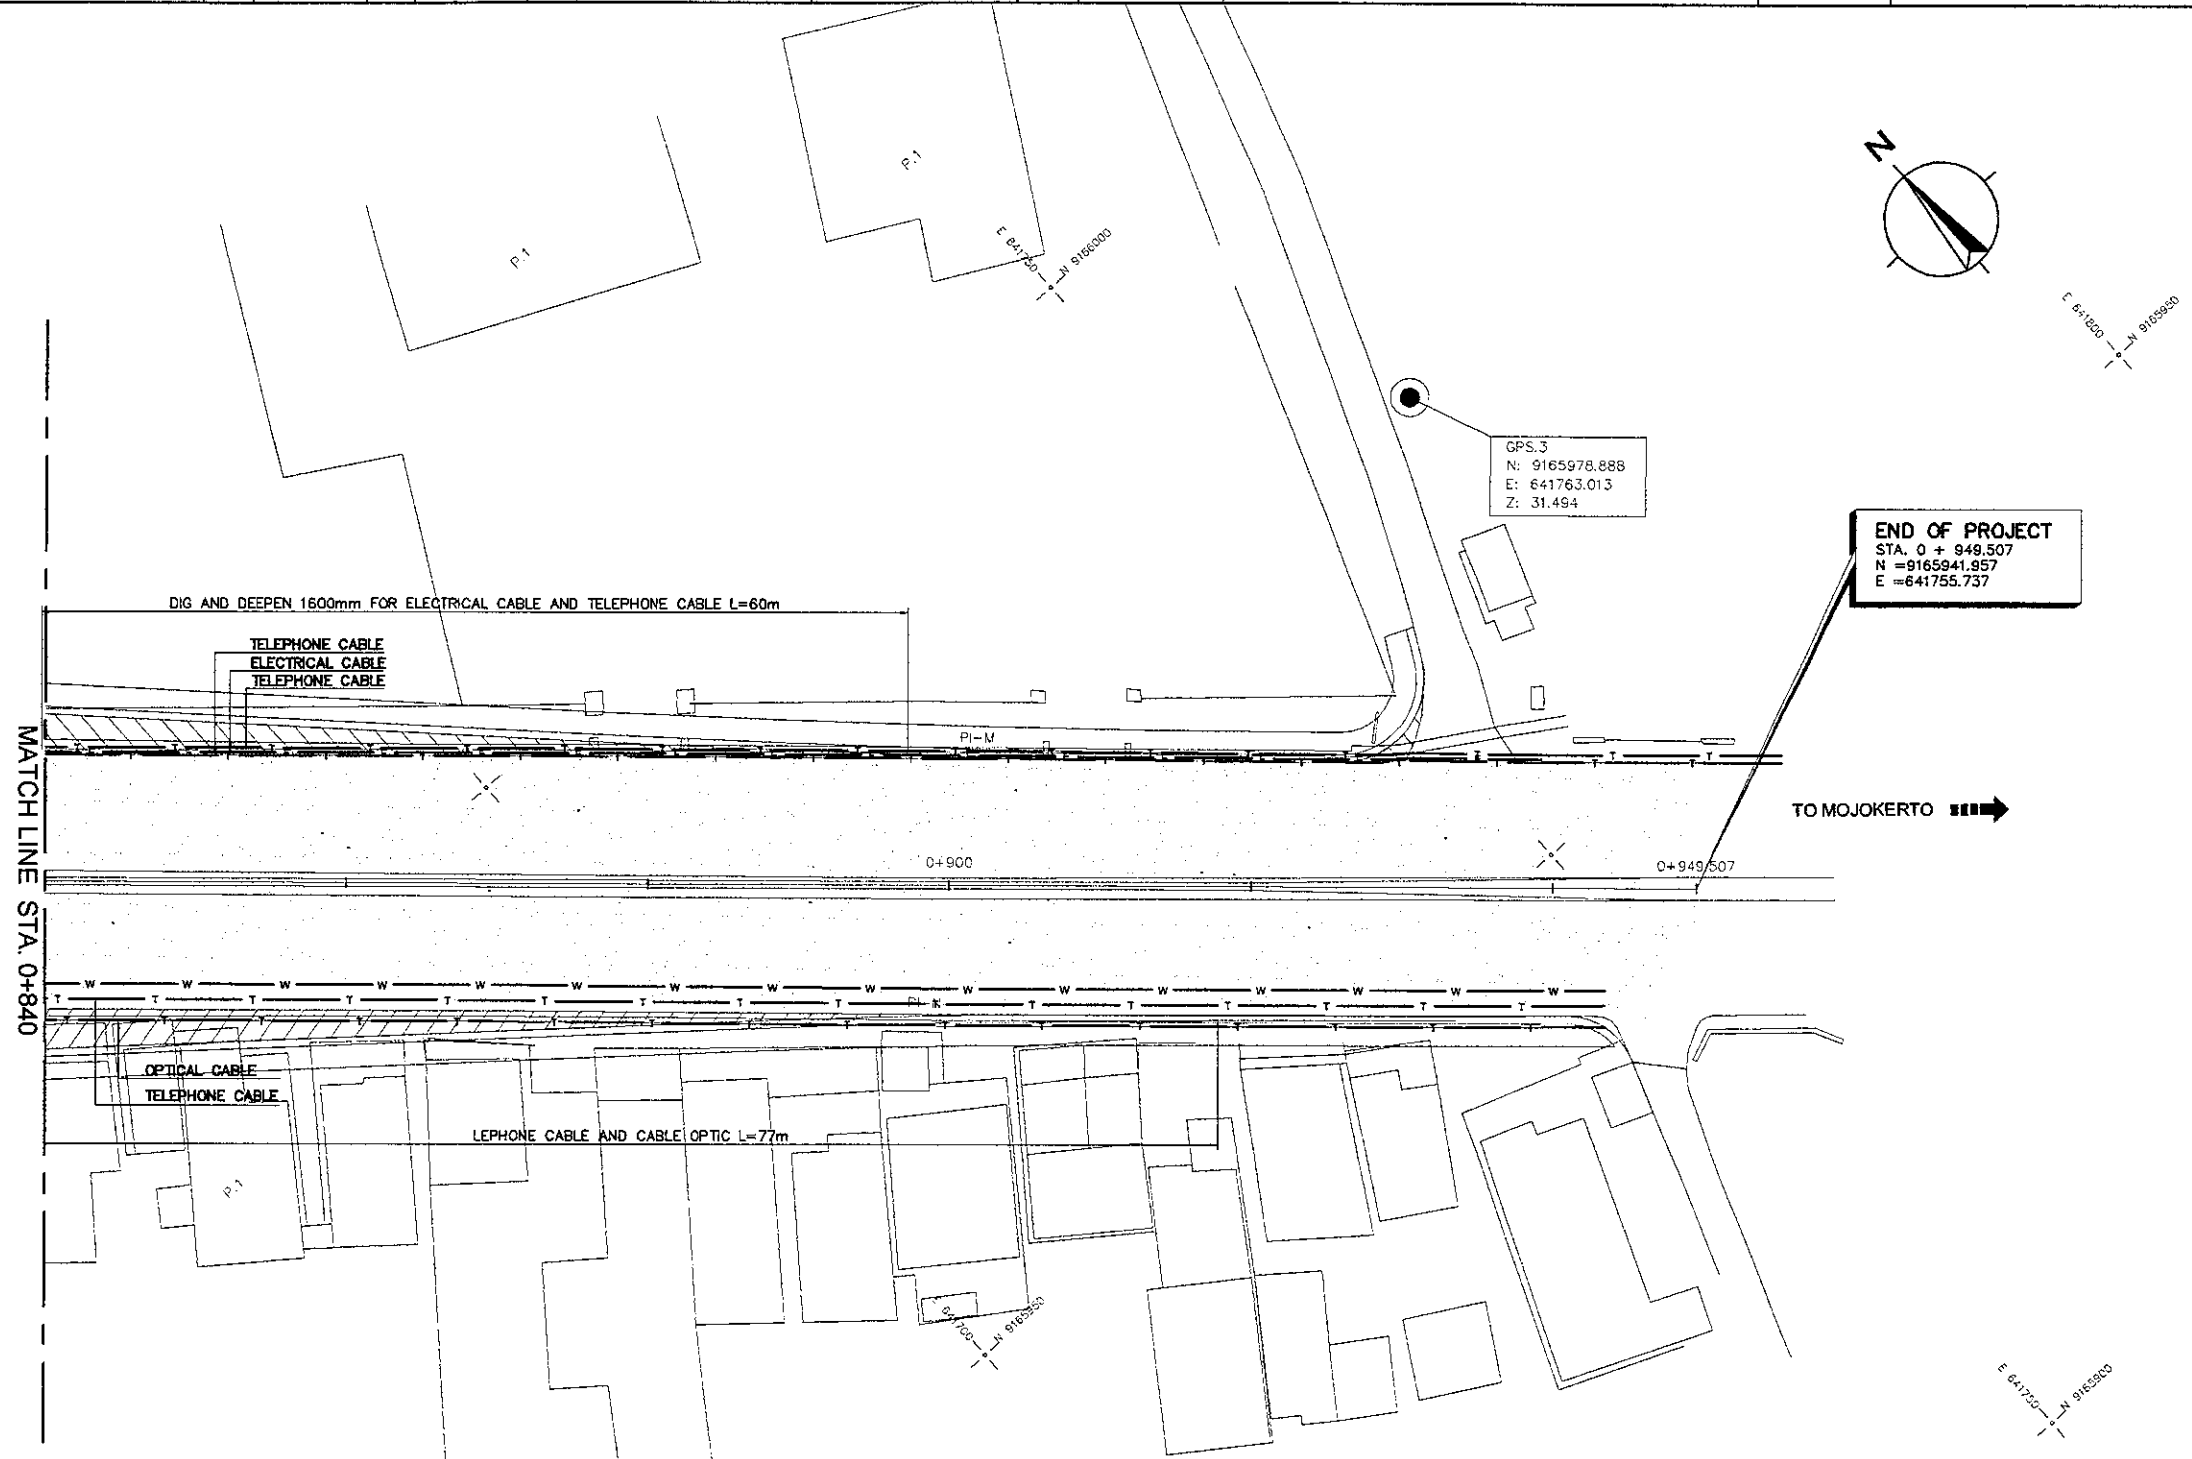 N
P.1
P.1
E 641750
N 9156000
E 641800
N 9165950
GPS.3
N: 9165978.888
E: 641763.013
Z: 31.494
END OF PROJECT
STA. 0 + 949.507
N =9165941.957
E =641755.737
DIG AND DEEPEN 1600mm FOR ELECTRICAL CABLE AND TELEPHONE CABLE L=60m
TELEPHONE CABLE
ELECTRICAL CABLE
TELEPHONE CABLE
PI-M
MATCH LINE STA. 0+840
TO MOJOKERTO
0+900
0+949.507
W W W W W W W W W W W W W W W W
OPTICAL CABLE
TELEPHONE CABLE
LEPHONE CABLE AND CABLE OPTIC L=77m
P.1
E 641700
N 9165950
E 641750
N 9165900